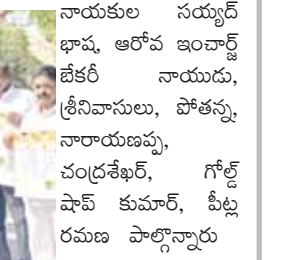 నాయకుల సయ్యద్
భాష, ఆరోవ ఇంచార్జ్
బేకరీ నాయుడు,
శ్రీనివాసులు, పోతన్న,
నారాయణప్ప,
చంద్రశేఖర్, గోల్డ్
షాప్ కుమార్, పీట్ల
రమణ పాల్గొన్నారు